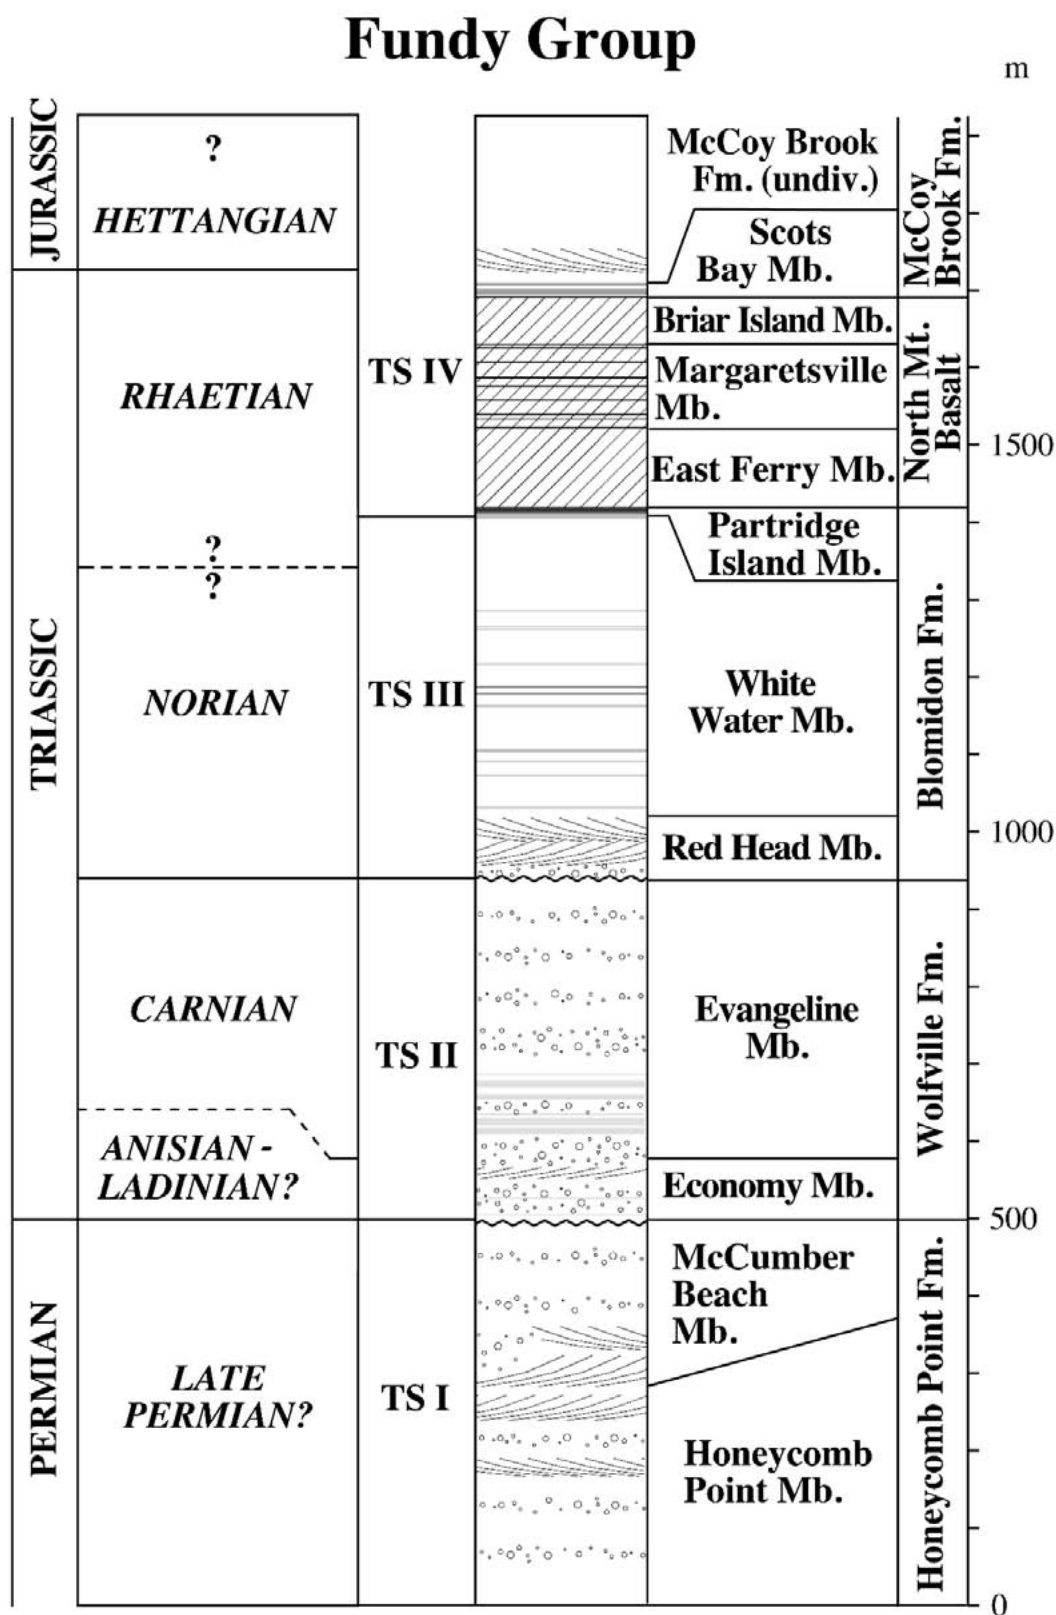 Fundy Group
m
JURASSIC
TRIASSIC
PERMIAN
?
HETTANGIAN
RHAETIAN
?
?
NORIAN
CARNIAN
ANISIAN -
LADINIAN?
LATE
PERMIAN?
TS IV
TS III
TS II
TS I
McCoy Brook
Fm. (undiv.)
Scots
Bay Mb.
Briar Island Mb.
Margaretsville
Mb.
East Ferry Mb.
Partridge
Island Mb.
White
Water Mb.
Red Head Mb.
Evangeline
Mb.
Economy Mb.
McCumber
Beach
Mb.
Honeycomb
Point Mb.
McCoy
Brook Fm.
North Mt.
Basalt
Blomidon Fm.
Wolfville Fm.
Honeycomb Point Fm.
1500
1000
500
0